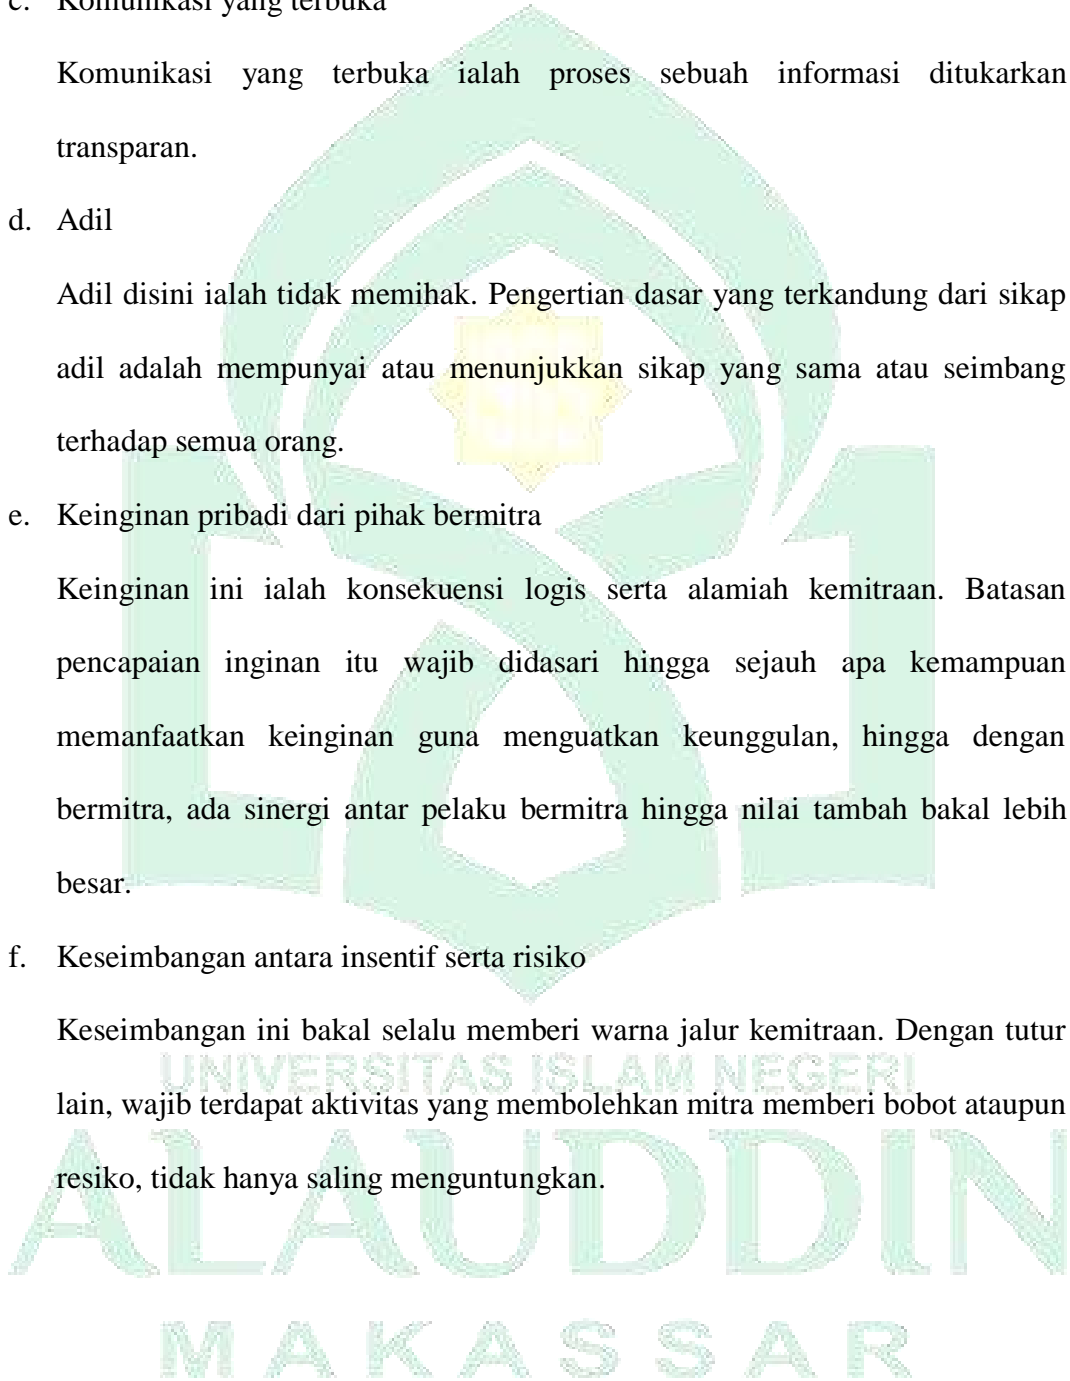 c. Komunikasi yang terbuka
Komunikasi yang terbuka ialah proses sebuah informasi ditukarkan
transparan.
d. Adil
Adil disini ialah tidak memihak. Pengertian dasar yang terkandung dari sikap
adil adalah mempunyai atau menunjukkan sikap yang sama atau seimbang
terhadap semua orang.
e. Keinginan pribadi dari pihak bermitra
Keinginan ini ialah konsekuensi logis serta alamiah kemitraan. Batasan
pencapaian inginan itu wajib didasari hingga sejauh apa kemampuan
memanfaatkan keinginan guna menguatkan keunggulan, hingga dengan
bermitra, ada sinergi antar pelaku bermitra hingga nilai tambah bakal lebih
besar.
f. Keseimbangan antara insentif serta risiko
Keseimbangan ini bakal selalu memberi warna jalur kemitraan. Dengan tutur
UNIVERSITAS ISLAM NEGERI
lain, wajib terdapat aktivitas yang membolehkan mitra memberi bobot ataupun
resiko, tidak hanya saling menguntungkan.
ALAUDDIN
MAKASSAR